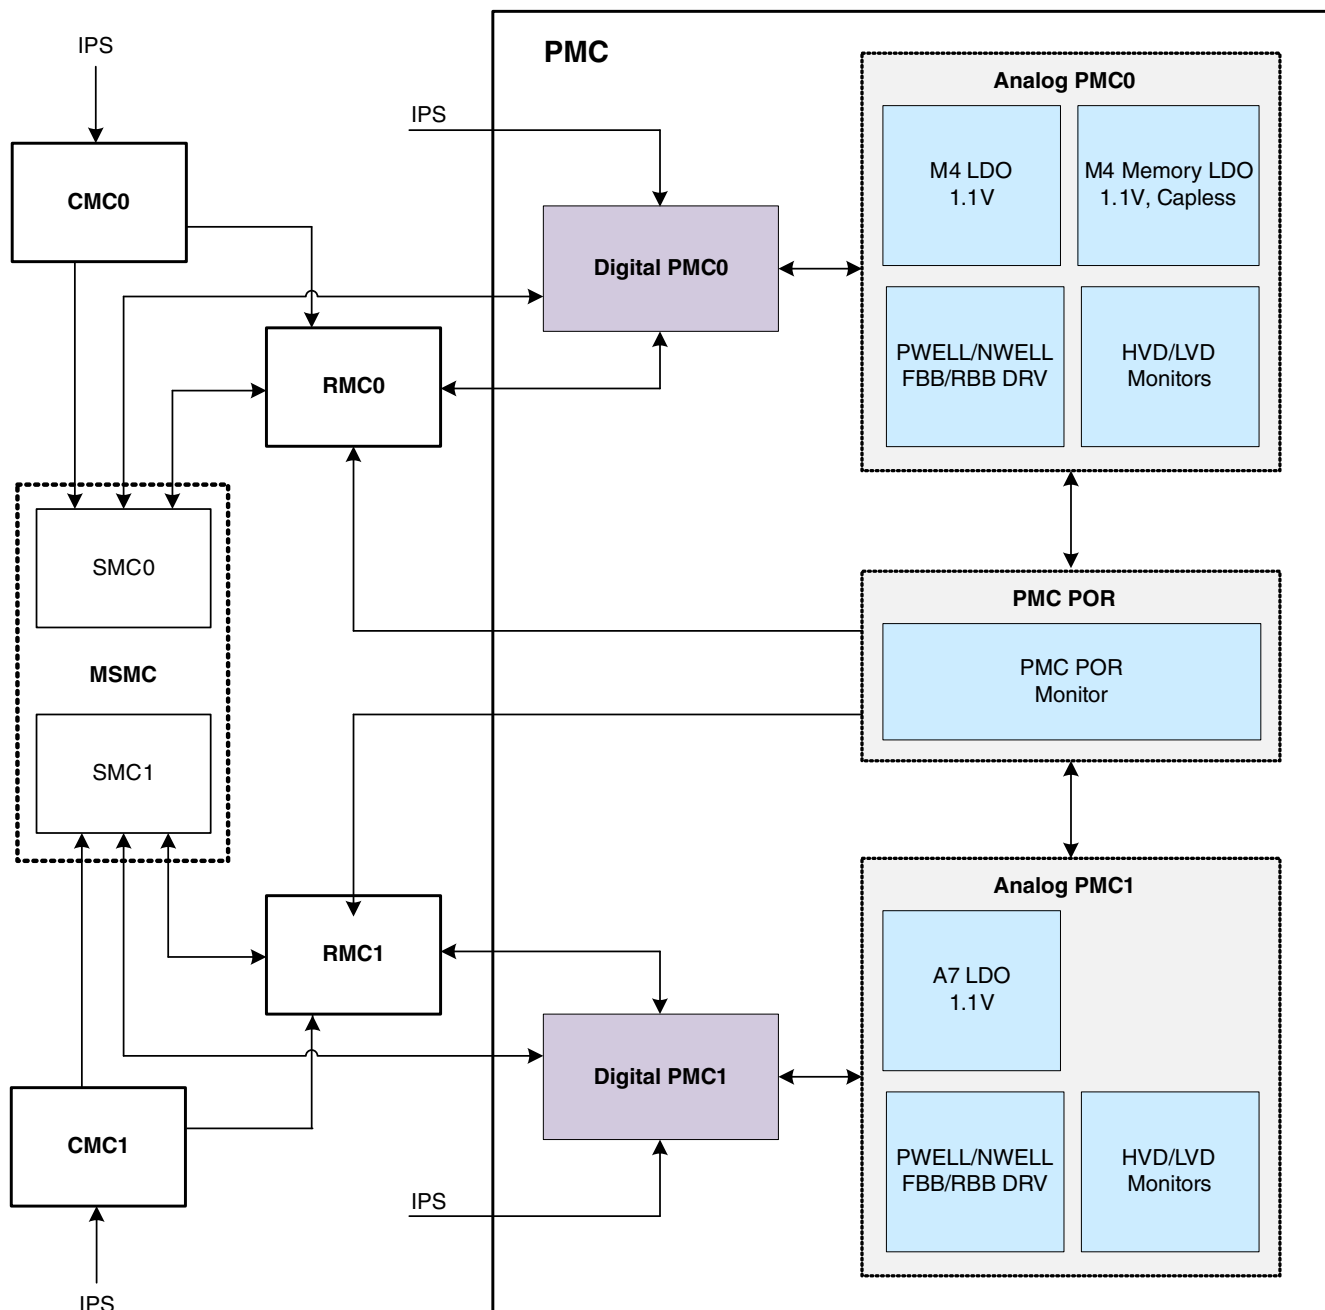 IPS
PMC
Analog PMC0
IPS
M4 LDO
1.1V
M4 Memory LDO
1.1V, Capless
CMC0
Digital PMC0
PWELL/NWELL
FBB/RBB DRV
HVD/LVD
Monitors
RMC0
SMC0
MSMC
SMC1
PMC POR
PMC POR
Monitor
Analog PMC1
A7 LDO
1.1V
RMC1
Digital PMC1
CMC1
PWELL/NWELL
FBB/RBB DRV
HVD/LVD
Monitors
IPS
IPS